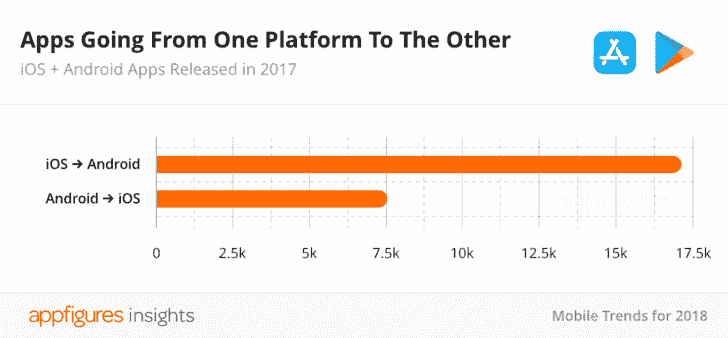 Apps Going From One Platform To The Other
iOS + Android Apps Released in 2017
iOS → Android
Android → iOS
appfigures
0 2.5k 5k 7.5k 10k 12.5k 15k 17.5k
appfigures insights
Mobile Trends for 2018